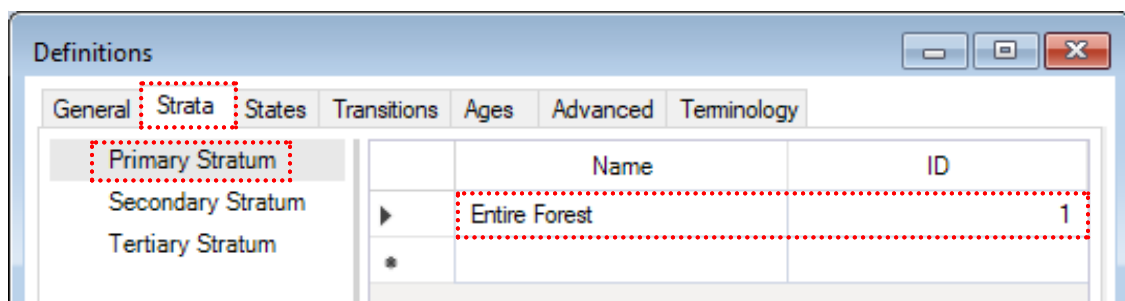 Definitions
General Strata States Transitions Ages Advanced Terminology
Primary Stratum
Secondary Stratum
Tertiary Stratum
Name ID
Entire Forest 1